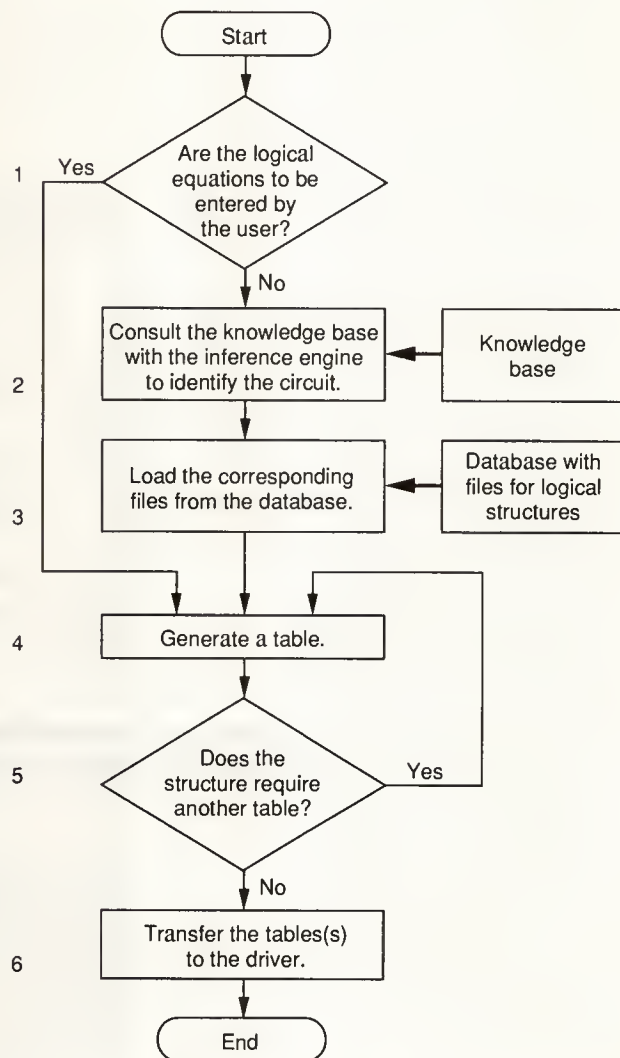 Start
1
Yes
Are the logical
equations to be
entered by
the user?
No
2
Consult the knowledge base
with the inference engine
to identify the circuit.
Knowledge
base
3
Load the corresponding
files from the database.
Database with
files for logical
structures
4
Generate a table.
5
Does the
structure require
another table?
Yes
No
6
Transfer the tables(s)
to the driver.
End